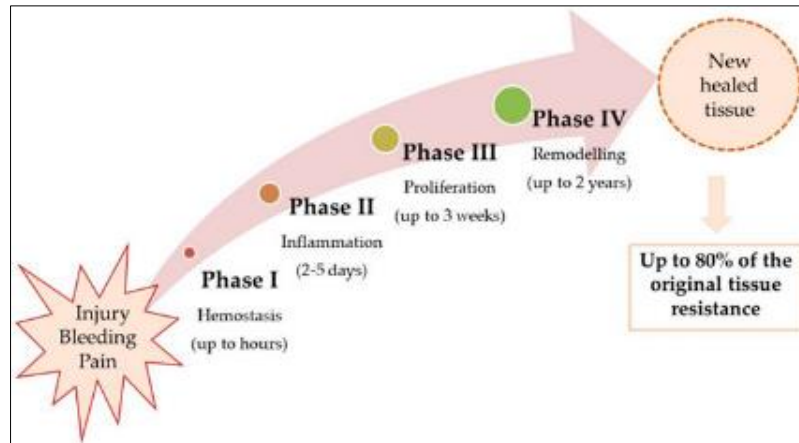 Injury
Bleeding
Pain
Phase I
Hemostasis
(up to hours)
Phase II
Inflammation
(2-5 days)
Phase III
Proliferation
(up to 3 weeks)
Phase IV
Remodelling
(up to 2 years)
New
healed
tissue
Up to 80% of the
original tissue
resistance